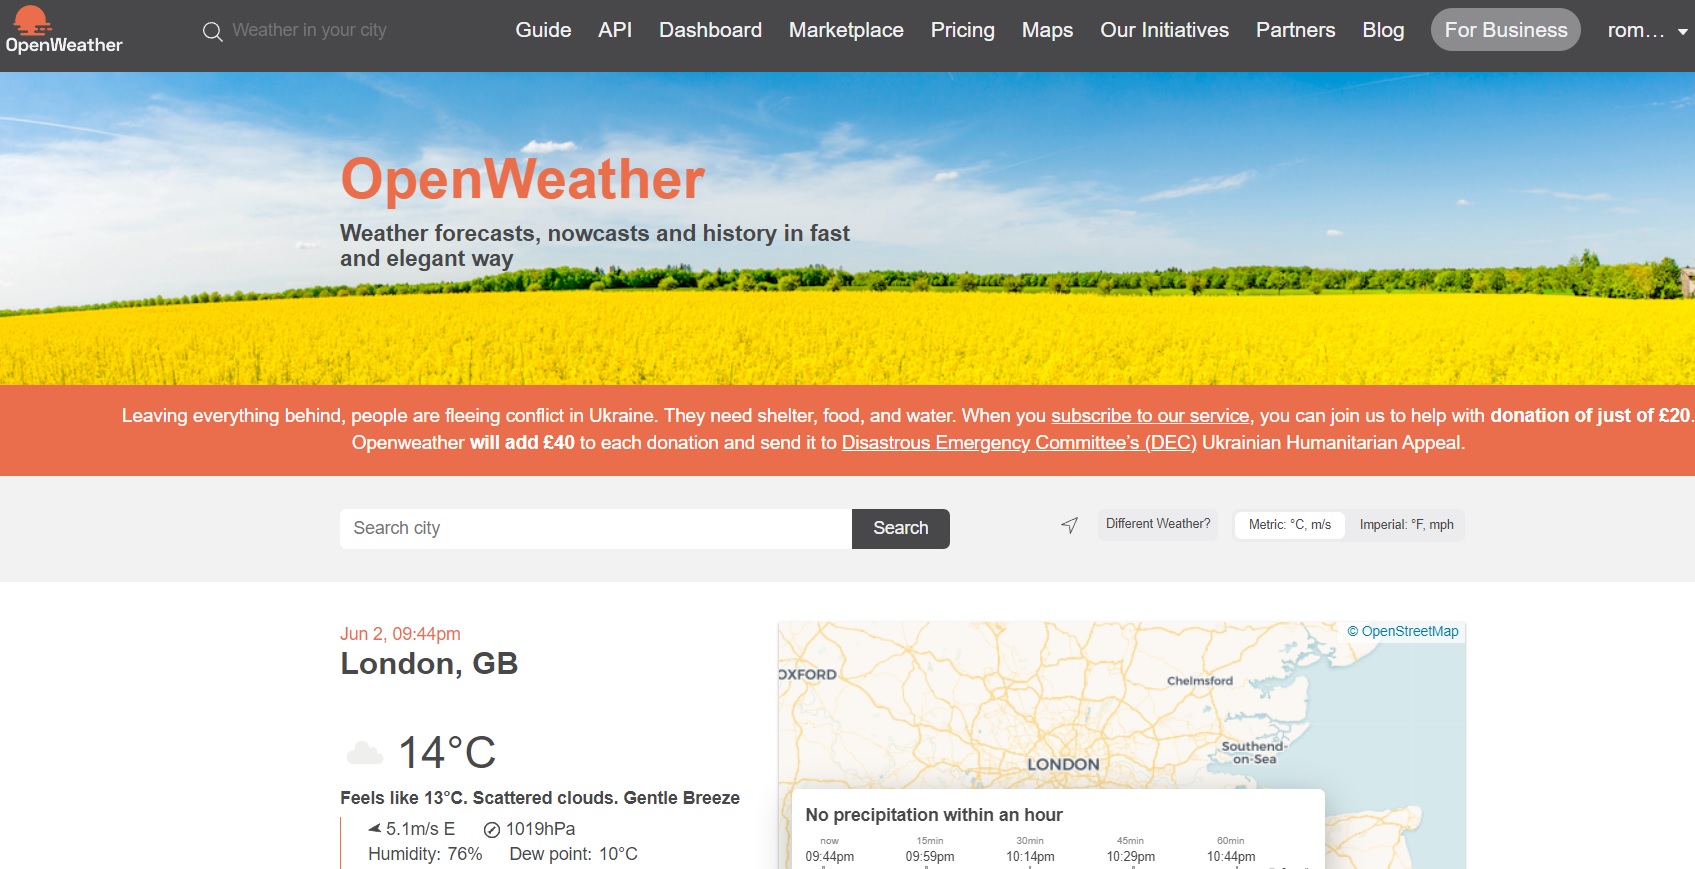 OpenWeather
Weather in your city
Guide API Dashboard Marketplace Pricing Maps Our Initiatives Partners Blog For Business rom...
OpenWeather
Weather forecasts, nowcasts and history in fast
and elegant way
Leaving everything behind, people are fleeing conflict in Ukraine. They need shelter, food, and water. When you subscribe to our service, you can join us to help with donation of just of £20.
Openweather will add £40 to each donation and send it to Disastrous Emergency Committee's (DEC) Ukrainian Humanitarian Appeal.
Search city Search Different Weather? Metric: °C, m/s Imperial: °F, mph
Jun 2, 09:44pm
London, GB
14°C
Feels like 13°C. Scattered clouds. Gentle Breeze
5.1m/s E 1019hPa
Humidity: 76% Dew point: 10°C
© OpenStreetMap
OXFORD
Chelmsford
Southend-
on-Sea
LONDON
No precipitation within an hour
now 15min 30min 45min 60min
09:44pm 09:59pm 10:14pm 10:29pm 10:44pm